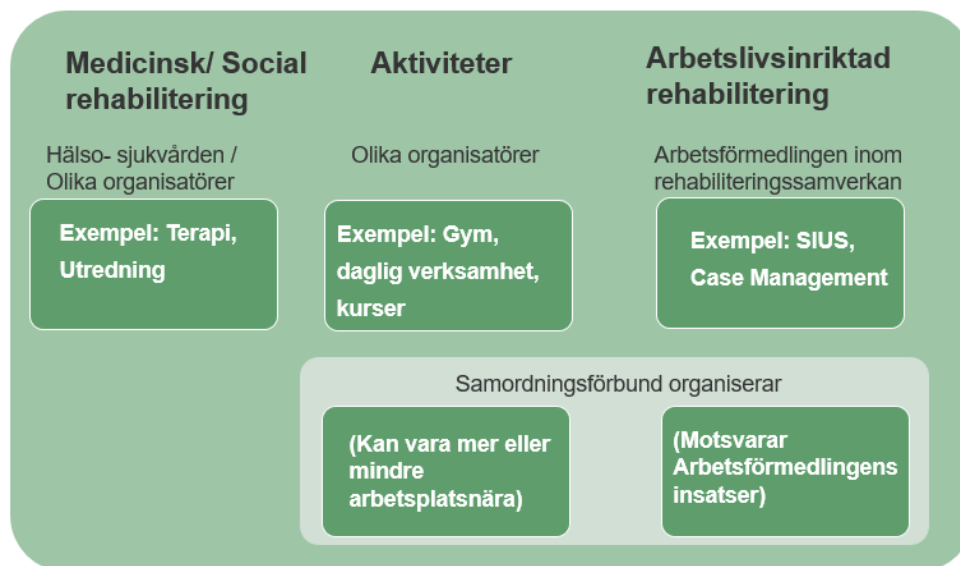 Medicinsk/ Social
rehabilitering
Hälso- sjukvården /
Olika organisatörer
Exempel: Terapi,
Utredning
Aktiviteter
Olika organisatörer
Exempel: Gym,
daglig verksamhet,
kurser
Arbetslivsinriktad
rehabilitering
Arbetsförmedlingen inom
rehabiliteringssamverkan
Exempel: SIUS,
Case Management
Samordningsförbund organiserar
(Kan vara mer eller
mindre
arbetsplatsnära)
(Motsvarar
Arbetsförmedlingens
insatser)